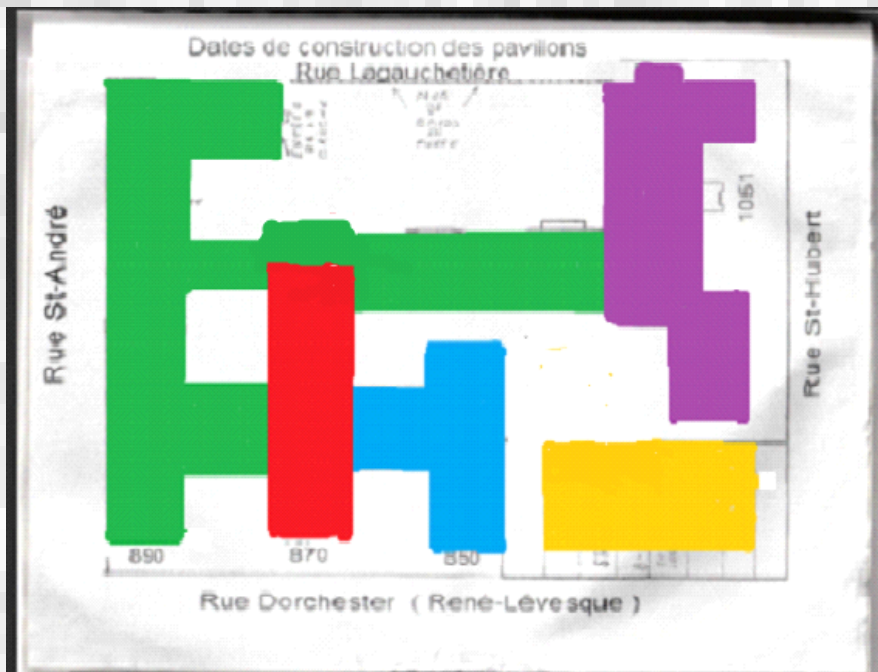 Dates de construction des pavillons
Rue Lagauchetière
Rue St-André
1051
Rue St-Hubert
890
870
850
Rue Dorchester ( René-Lévesque )